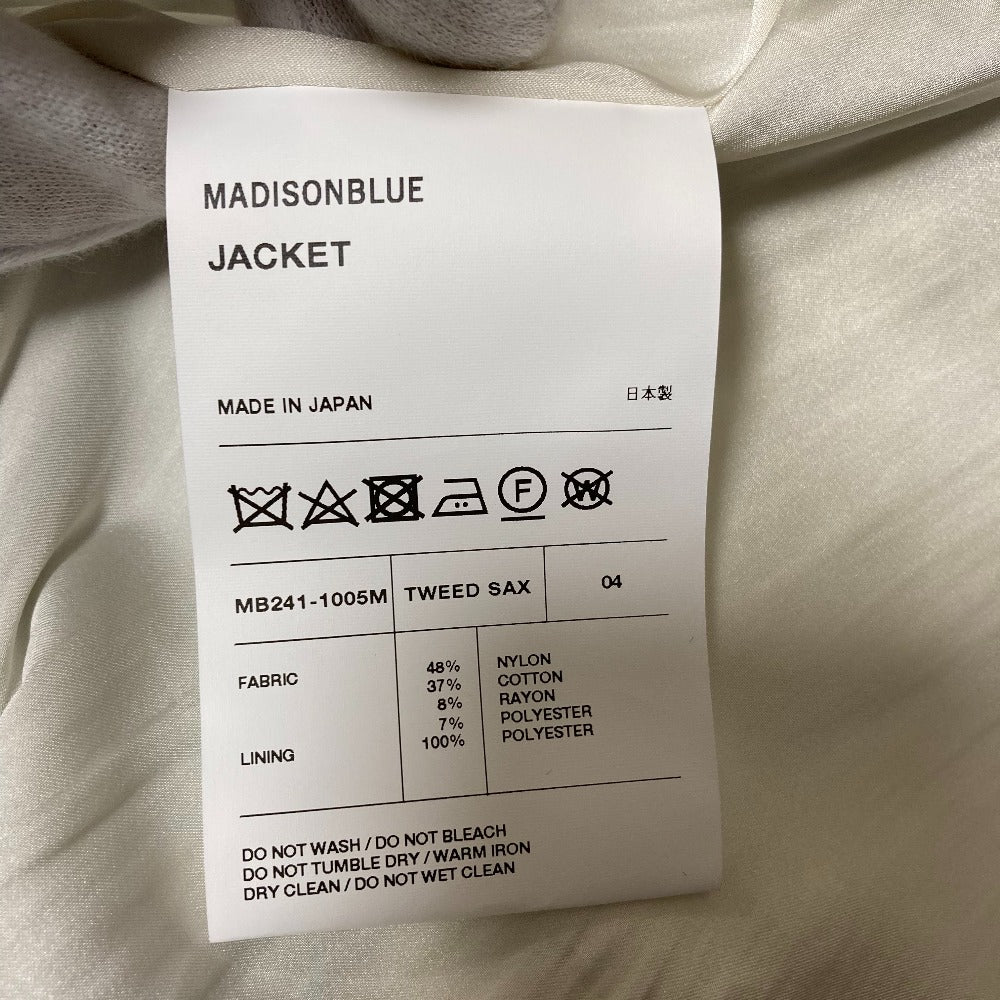 MADISONBLUE
JACKET
MADE IN JAPAN 日本製
F W
MB241-1005M TWEED SAX 04
FABRIC 48% NYLON
37% COTTON
8% RAYON
7% POLYESTER
LINING 100% POLYESTER
DO NOT WASH / DO NOT BLEACH
DO NOT TUMBLE DRY / WARM IRON
DRY CLEAN / DO NOT WET CLEAN